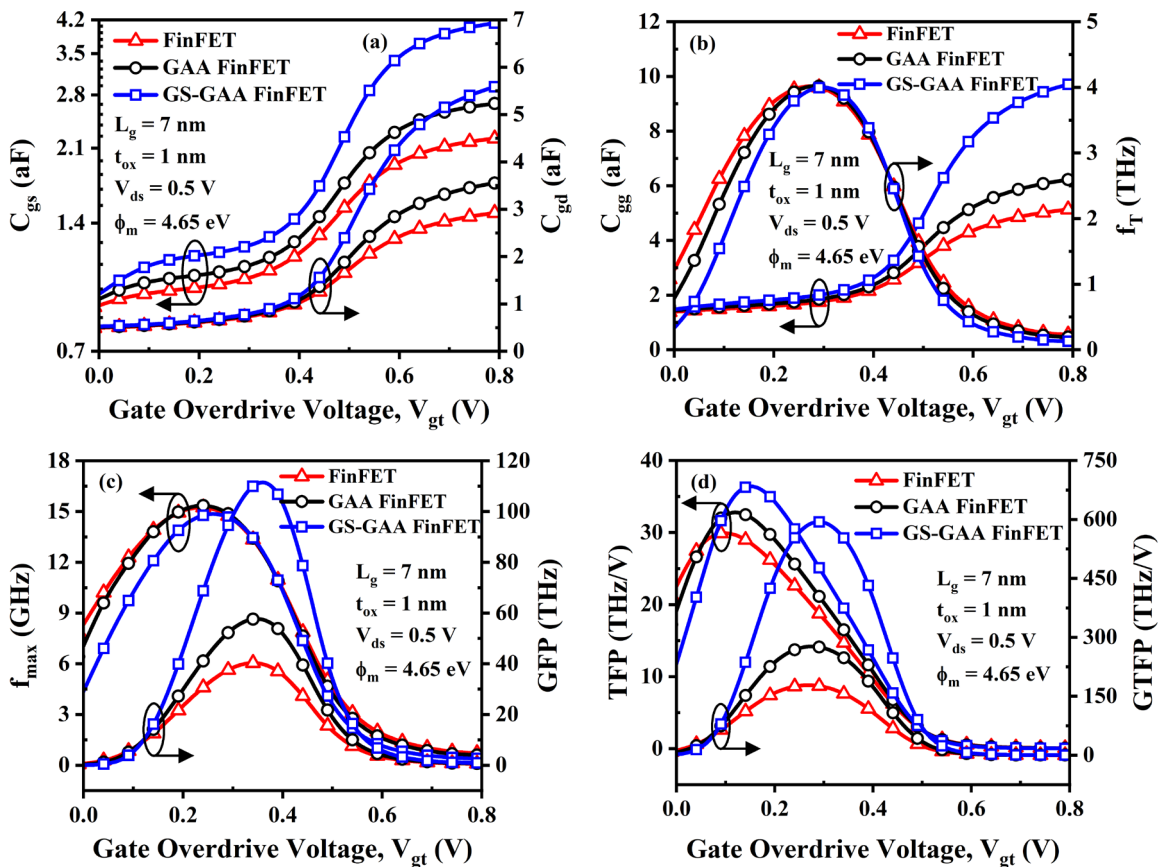 (a)
FinFET
GAA FinFET
GS-GAA FinFET
L_g = 7 nm
t_ox = 1 nm
V_ds = 0.5 V
ϕ_m = 4.65 eV
C_gs (aF)
4.2
3.5
2.8
2.1
1.4
0.7
C_gd (aF)
7
6
5
4
3
2
1
0
0.0 0.2 0.4 0.6 0.8
Gate Overdrive Voltage, V_gt (V)
(b)
FinFET
GAA FinFET
GS-GAA FinFET
L_g = 7 nm
t_ox = 1 nm
V_ds = 0.5 V
ϕ_m = 4.65 eV
C_gg (aF)
12
10
8
6
4
2
0
f_T (THz)
5
4
3
2
1
0
0.0 0.2 0.4 0.6 0.8
Gate Overdrive Voltage, V_gt (V)
(c)
FinFET
GAA FinFET
GS-GAA FinFET
L_g = 7 nm
t_ox = 1 nm
V_ds = 0.5 V
ϕ_m = 4.65 eV
f_max (GHz)
18
15
12
9
6
3
0
GFP (THz)
120
100
80
60
40
20
0
0.0 0.2 0.4 0.6 0.8
Gate Overdrive Voltage, V_gt (V)
(d)
FinFET
GAA FinFET
GS-GAA FinFET
L_g = 7 nm
t_ox = 1 nm
V_ds = 0.5 V
ϕ_m = 4.65 eV
TFP (THz/V)
40
30
20
10
0
GTFP (THz/V)
750
600
450
300
150
0
0.0 0.2 0.4 0.6 0.8
Gate Overdrive Voltage, V_gt (V)